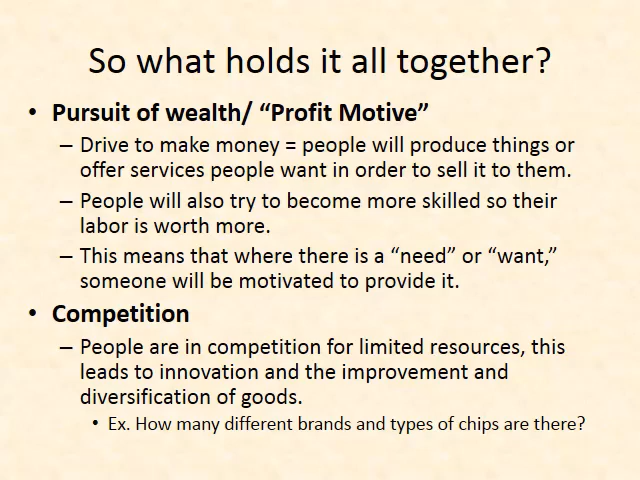 So what holds it all together?
• Pursuit of wealth/ “Profit Motive”
– Drive to make money = people will produce things or
offer services people want in order to sell it to them.
– People will also try to become more skilled so their
labor is worth more.
– This means that where there is a “need” or “want,”
someone will be motivated to provide it.
• Competition
– People are in competition for limited resources, this
leads to innovation and the improvement and
diversification of goods.
• Ex. How many different brands and types of chips are there?